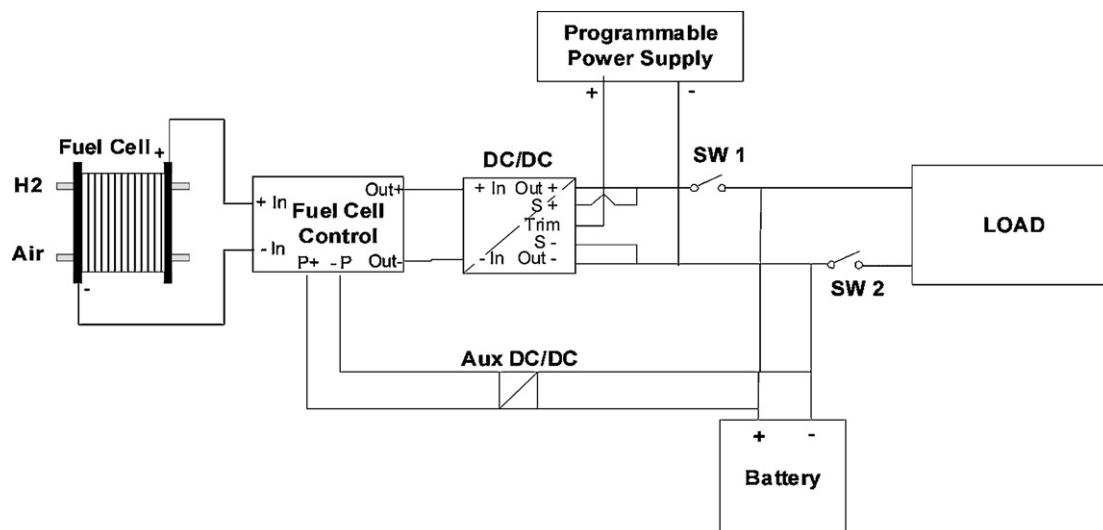 Programmable
Power Supply
+ -
Fuel Cell +
DC/DC
SW 1
H2
+ In Out +
Out+
S +
+ In
Fuel Cell
Control
Trim
LOAD
Air
- In
S -
P+ - P Out-
- In Out -
-
SW 2
Aux DC/DC
+ -
Battery